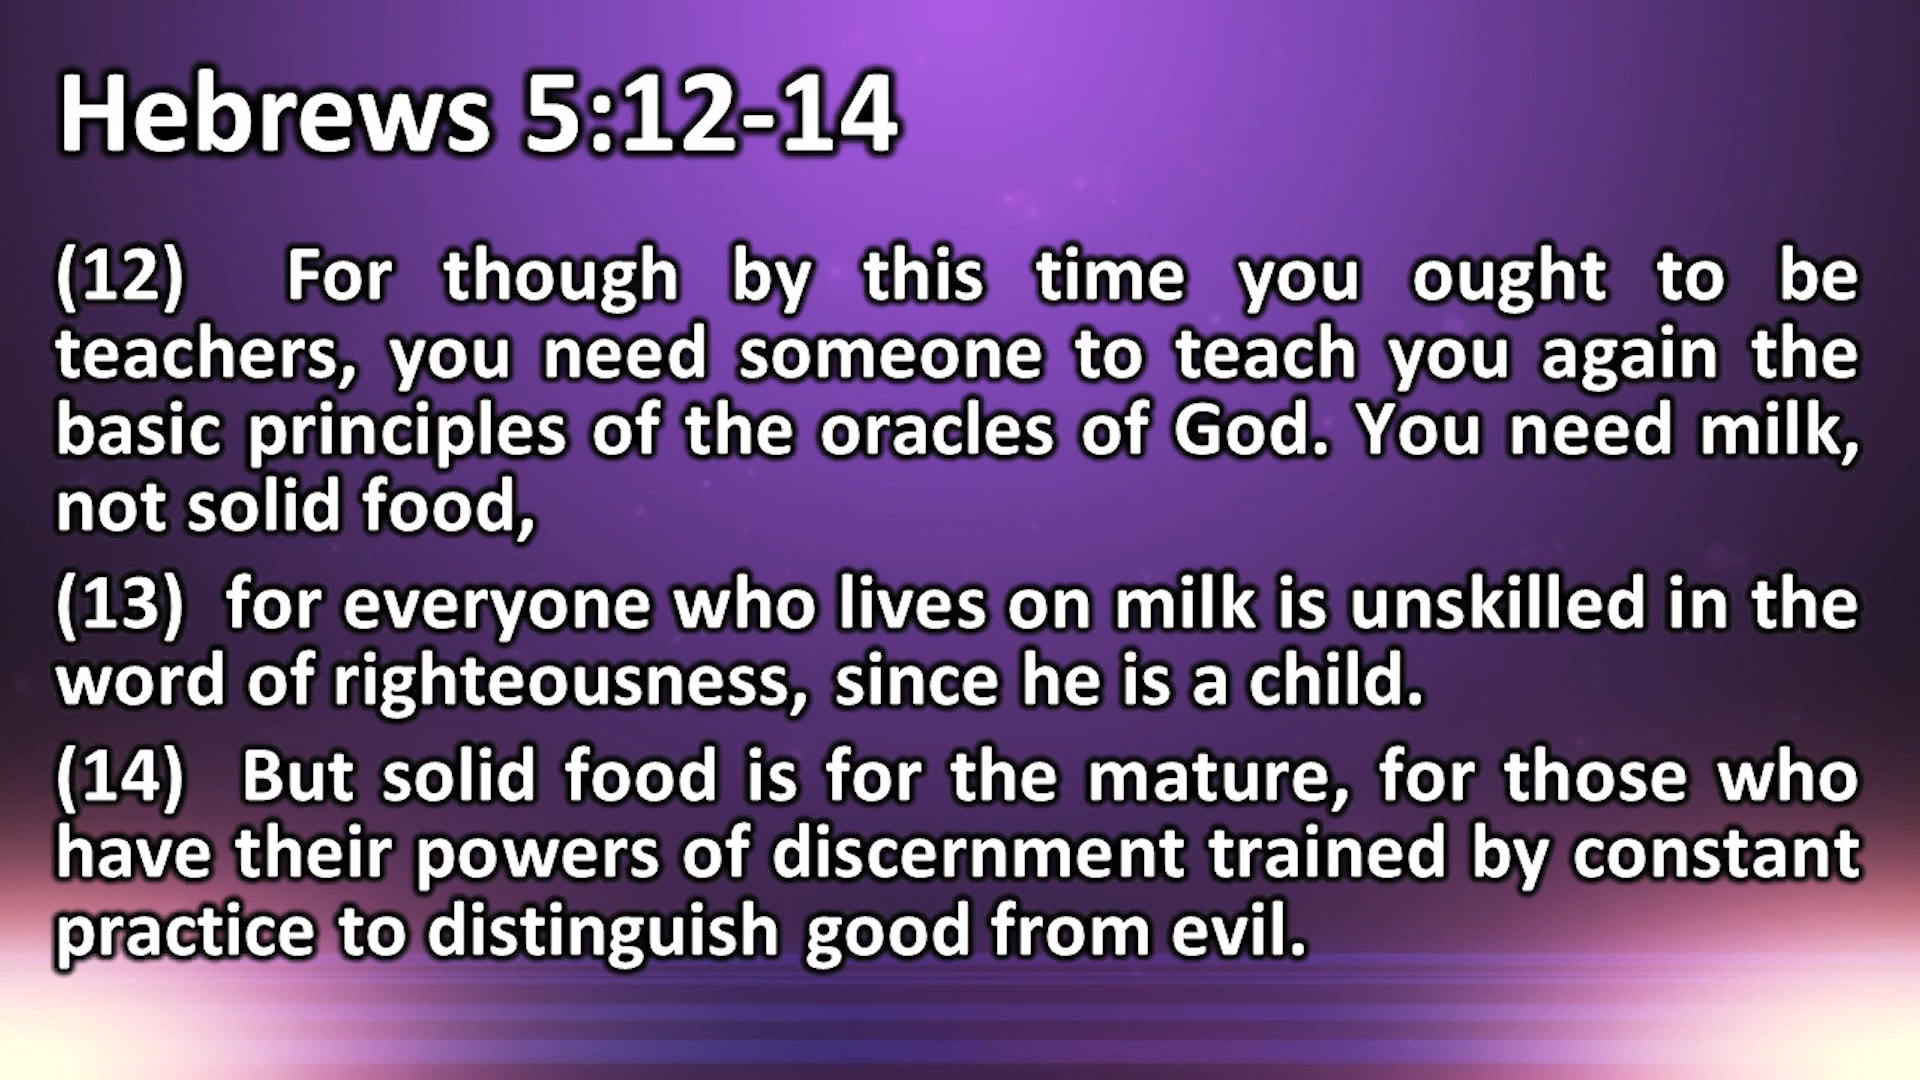 Hebrews 5:12-14
(12) For though by this time you ought to be
teachers, you need someone to teach you again the
basic principles of the oracles of God. You need milk,
not solid food,
(13) for everyone who lives on milk is unskilled in the
word of righteousness, since he is a child.
(14) But solid food is for the mature, for those who
have their powers of discernment trained by constant
practice to distinguish good from evil.